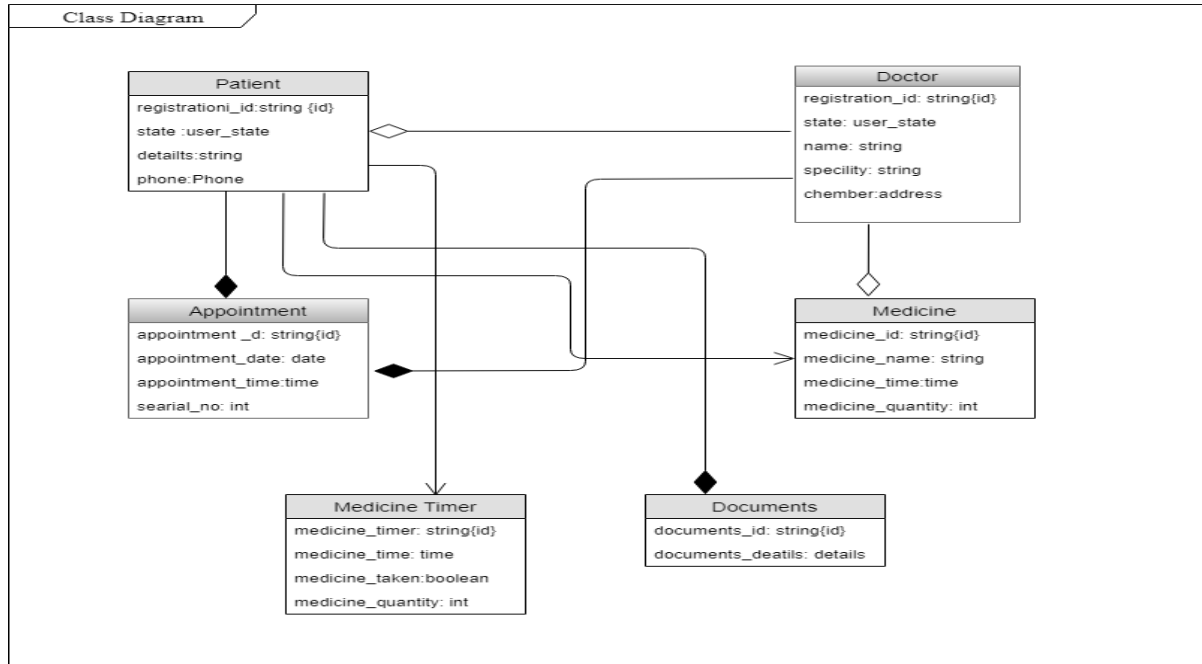 Class Diagram
Patient
registrationi_id:string {id}
state :user_state
detailts:string
phone:Phone
Doctor
registration_id: string{id}
state: user_state
name: string
specility: string
chember:address
Appointment
appointment _d: string{id}
appointment_date: date
appointment_time:time
searial_no: int
Medicine
medicine_id: string{id}
medicine_name: string
medicine_time:time
medicine_quantity: int
Medicine Timer
medicine_timer: string{id}
medicine_time: time
medicine_taken:boolean
medicine_quantity: int
Documents
documents_id: string{id}
documents_deatils: details